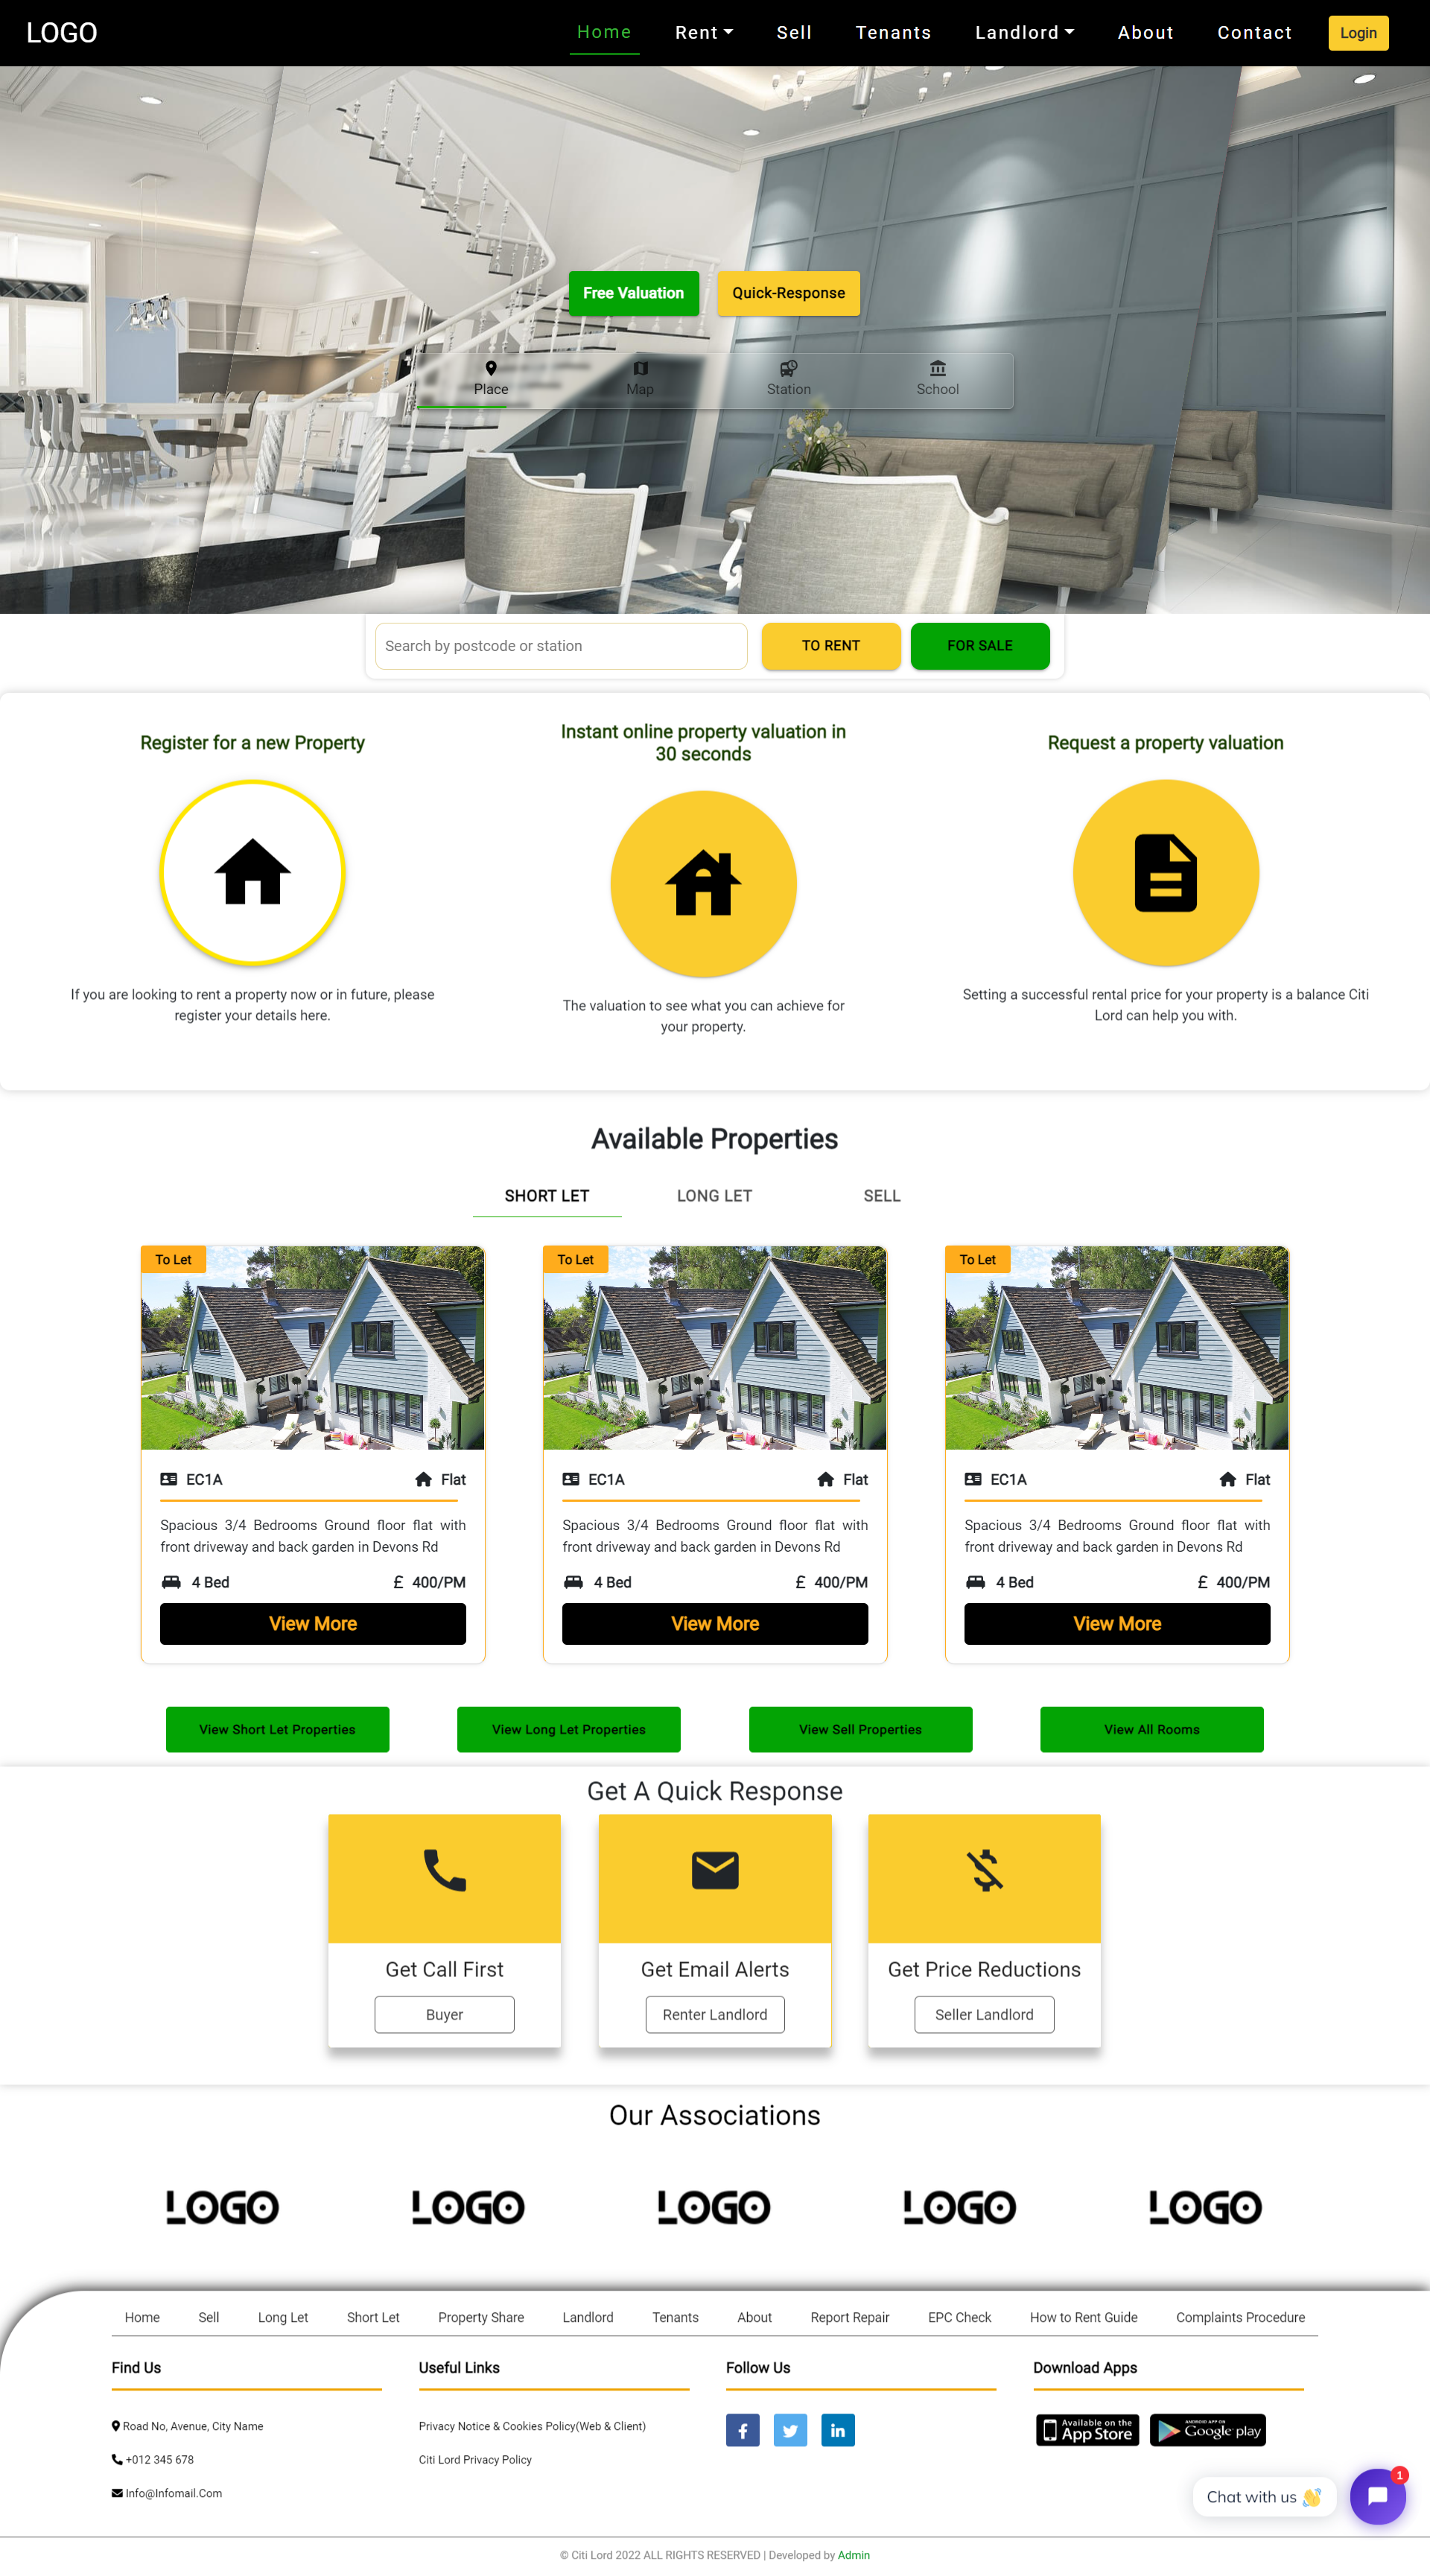 LOGO
Home
Rent
Sell
Tenants
Landlord
About
Contact
Login
Free Valuation
Quick-Response
Place
Map
Station
School
Search by postcode or station
TO RENT
FOR SALE
Register for a new Property
If you are looking to rent a property now or in future, please
register your details here.
Instant online property valuation in
30 seconds
The valuation to see what you can achieve for
your property.
Request a property valuation
Setting a successful rental price for your property is a balance Citi
Lord can help you with.
Available Properties
SHORT LET
LONG LET
SELL
To Let
EC1A
Flat
Spacious 3/4 Bedrooms Ground floor flat with
front driveway and back garden in Devons Rd
4 Bed
£ 400/PM
View More
To Let
EC1A
Flat
Spacious 3/4 Bedrooms Ground floor flat with
front driveway and back garden in Devons Rd
4 Bed
£ 400/PM
View More
To Let
EC1A
Flat
Spacious 3/4 Bedrooms Ground floor flat with
front driveway and back garden in Devons Rd
4 Bed
£ 400/PM
View More
View Short Let Properties
View Long Let Properties
View Sell Properties
View All Rooms
Get A Quick Response
Get Call First
Buyer
Get Email Alerts
Renter Landlord
Get Price Reductions
Seller Landlord
Our Associations
LOGO
LOGO
LOGO
LOGO
LOGO
Home
Sell
Long Let
Short Let
Property Share
Landlord
Tenants
About
Report Repair
EPC Check
How to Rent Guide
Complaints Procedure
Find Us
Road No, Avenue, City Name
+012 345 678
Info@Infomail.Com
Useful Links
Privacy Notice & Cookies Policy(Web & Client)
Citi Lord Privacy Policy
Follow Us
Download Apps
Available on the
App Store
ANDROID APP ON
Google play
Chat with us 👋
1
© Citi Lord 2022 ALL RIGHTS RESERVED | Developed by Admin